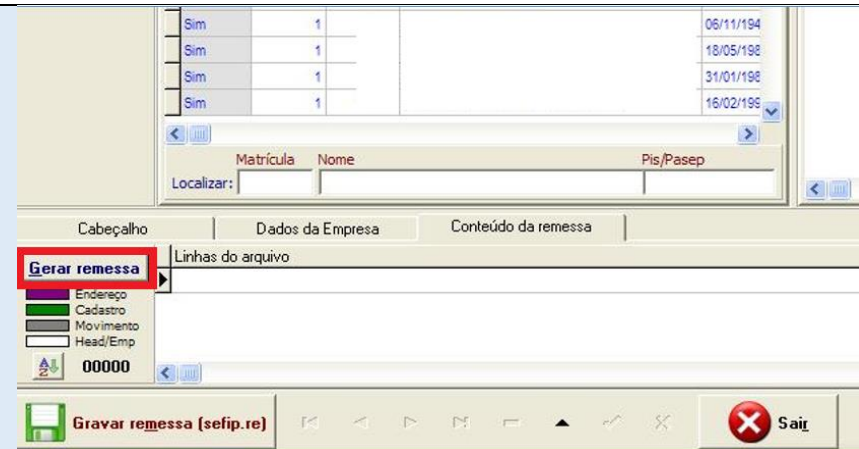 Sim 1 06/11/194
Sim 1 18/05/198
Sim 1 31/01/198
Sim 1 16/02/199
Matrícula Nome Pis/Pasep
Localizar:
Cabeçalho Dados da Empresa Conteúdo da remessa
Gerar remessa Linhas do arquivo
Endereço
Cadastro
Movimento
Head/Emp
AZ 00000
Gravar remessa (sefip.re) Sair